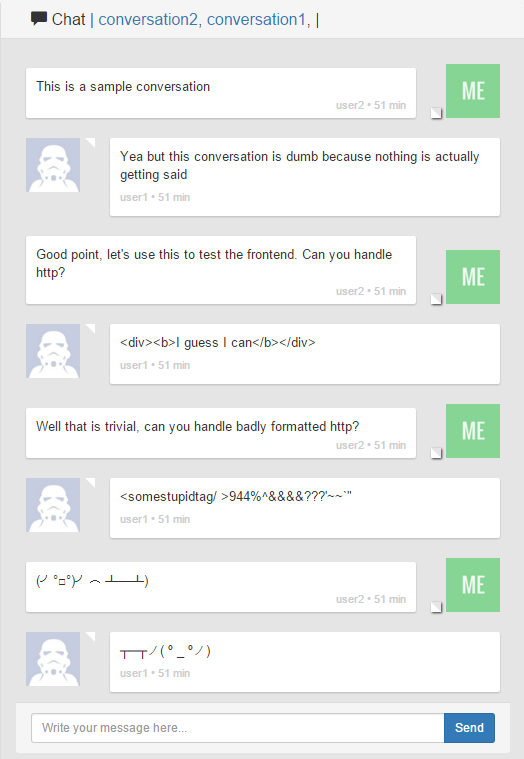 Chat | conversation2, conversation1, |
This is a sample conversation
ME
user2 • 51 min
Yea but this conversation is dumb because nothing is actually
getting said
user1 • 51 min
Good point, let's use this to test the frontend. Can you handle
http?
ME
user2 • 51 min
<div><b>I guess I can</b></div>
user1 • 51 min
Well that is trivial, can you handle badly formatted http?
ME
user2 • 51 min
<somestupidtag/ >944%^&&&&???'~~`"
user1 • 51 min
(╯°□°)╯︵ ┻━┻)
ME
user2 • 51 min
┬─┬ノ( º _ ºノ)
user1 • 51 min
Write your message here...
Send